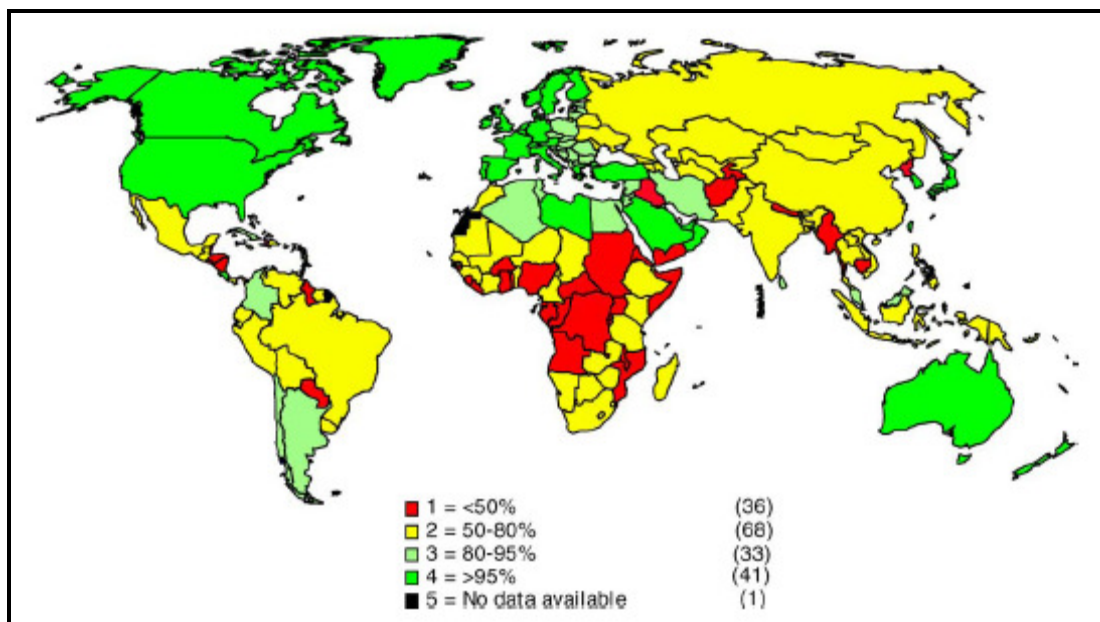 1 = <50% (36)
2 = 50-80% (68)
3 = 80-95% (33)
4 = >95% (41)
5 = No data available (1)